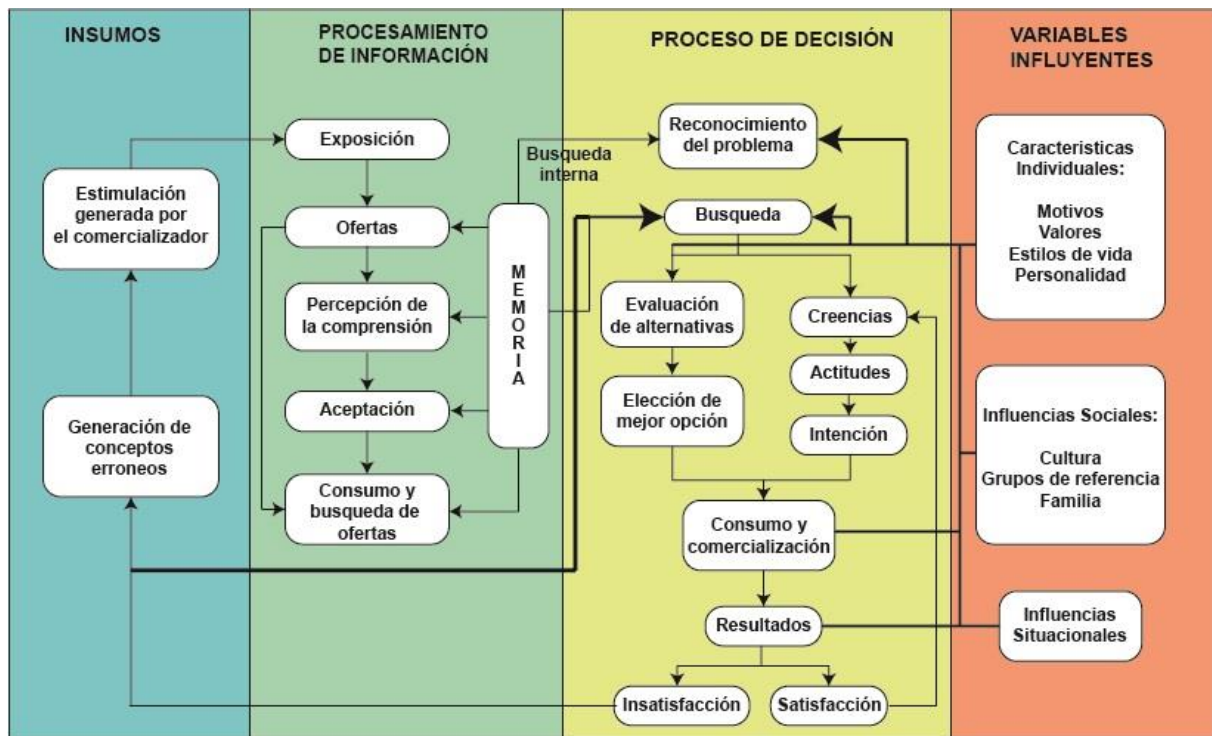 INSUMOS
PROCESAMIENTO
DE INFORMACIÓN
PROCESO DE DECISIÓN
VARIABLES
INFLUYENTES
Estimulación
generada por
el comercializador
Generación de
conceptos
erroneos
Exposición
Ofertas
Percepción de
la comprensión
Aceptación
Consumo y
busqueda de
ofertas
MEMORIA
Busqueda
interna
Reconocimiento
del problema
Busqueda
Evaluación
de alternativas
Elección de
mejor opción
Creencias
Actitudes
Intención
Consumo y
comercialización
Resultados
Insatisfacción
Satisfacción
Caracteristicas
Individuales:
Motivos
Valores
Estilos de vida
Personalidad
Influencias Sociales:
Cultura
Grupos de referencia
Familia
Influencias
Situacionales